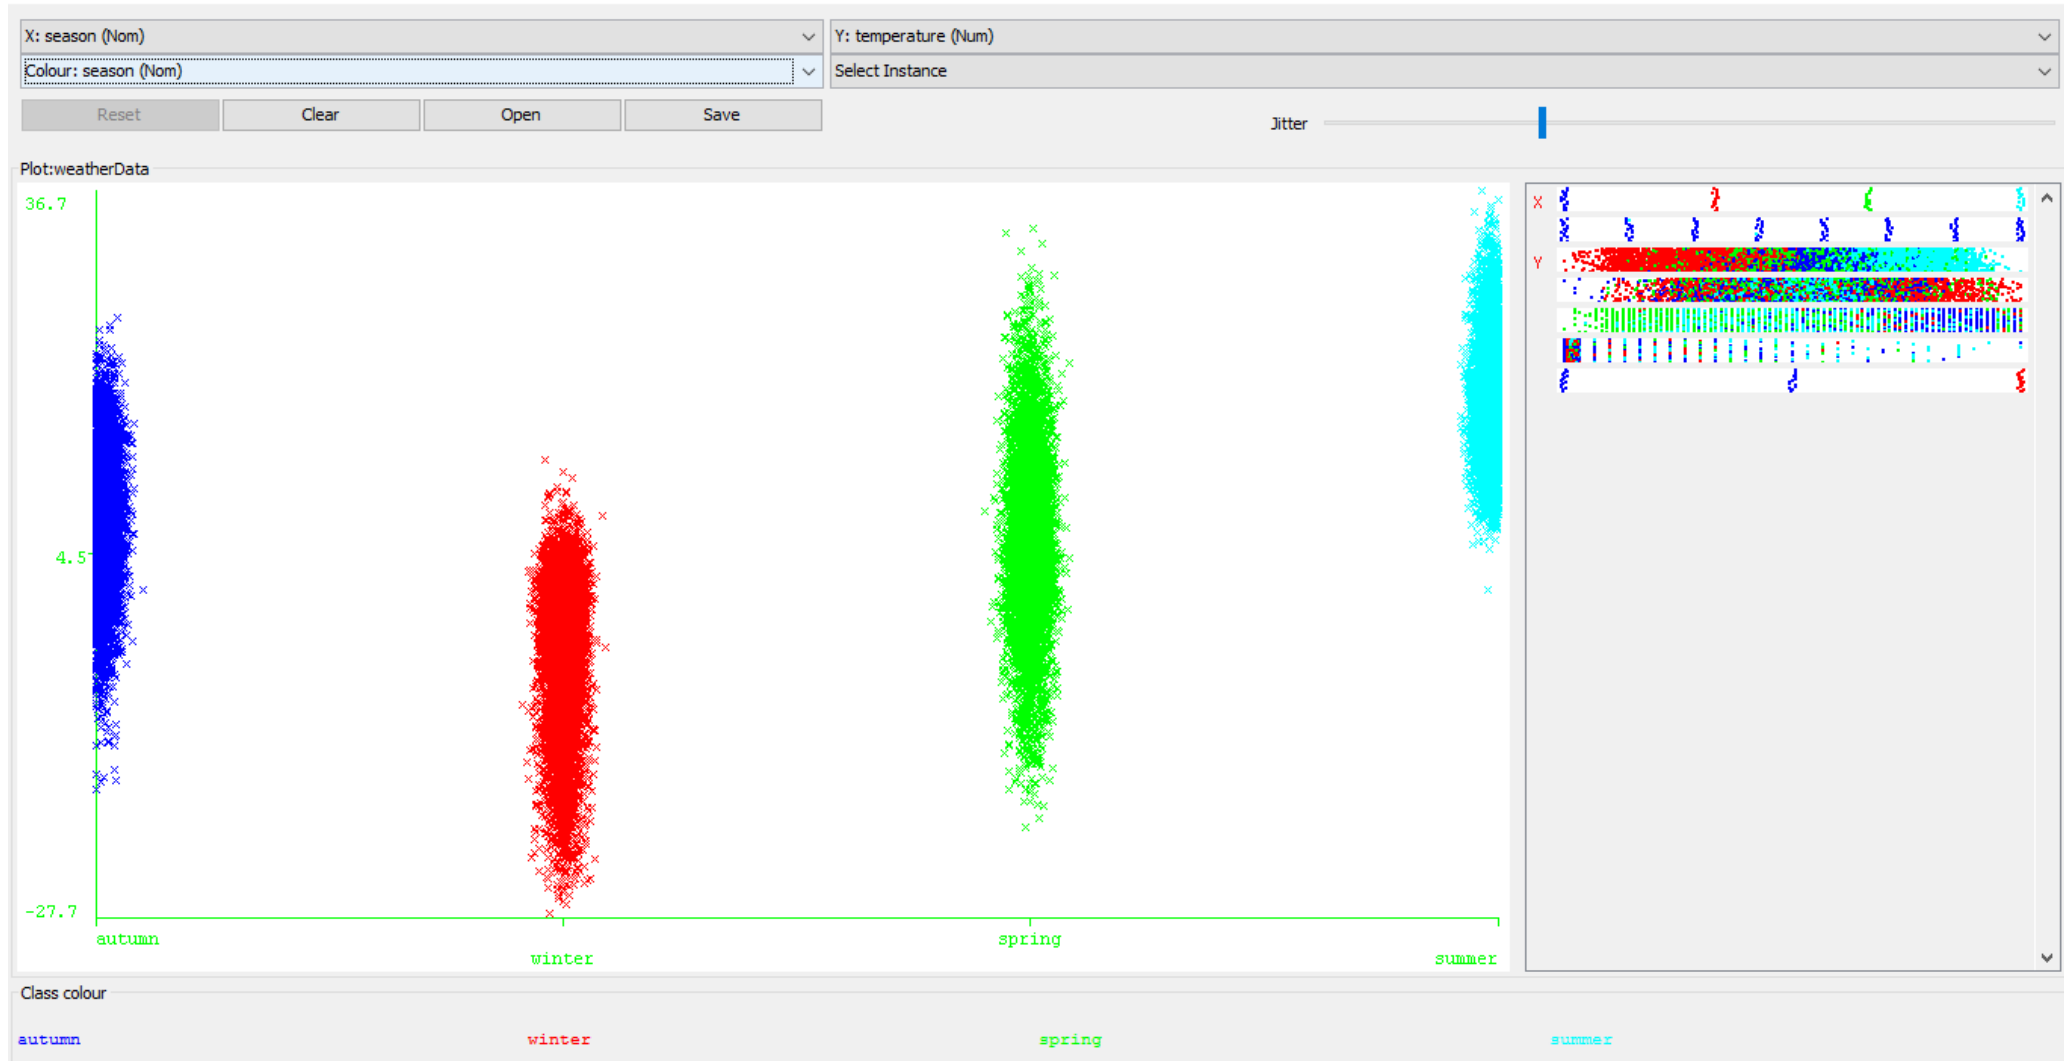 X: season (Nom)
Y: temperature (Num)
Colour: season (Nom)
Select Instance
Reset
Clear
Open
Save
Jitter
Plot:weatherData
36.7
4.5
-27.7
autumn
winter
spring
summer
X
Y
Class colour
autumn
winter
spring
summer